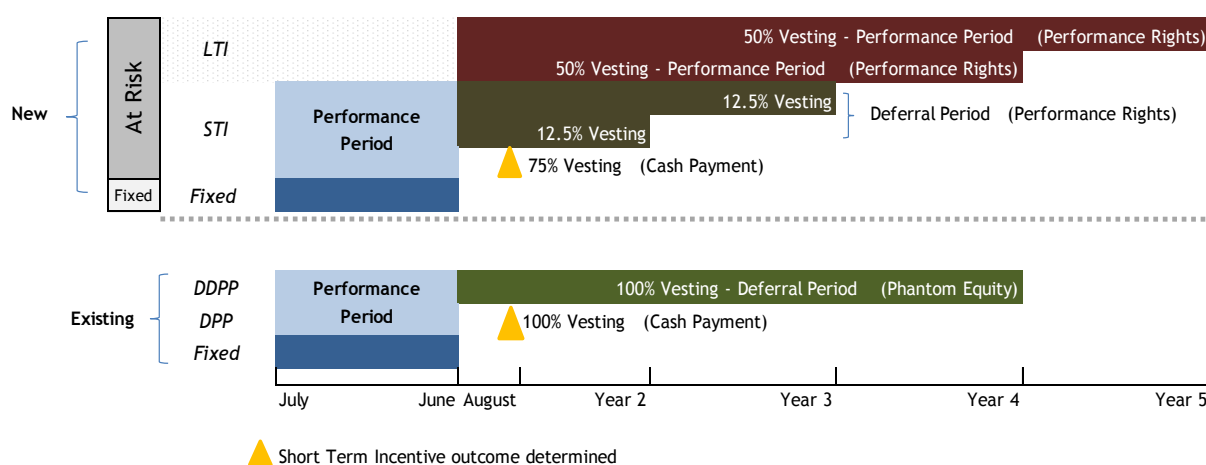 New
At Risk
Fixed
LTI
STI
Fixed
50% Vesting - Performance Period (Performance Rights)
50% Vesting - Performance Period (Performance Rights)
Performance
Period
12.5% Vesting
12.5% Vesting
Deferral Period (Performance Rights)
75% Vesting (Cash Payment)
Existing
DDPP
DPP
Fixed
Performance
Period
100% Vesting - Deferral Period (Phantom Equity)
100% Vesting (Cash Payment)
July June August Year 2 Year 3 Year 4 Year 5
Short Term Incentive outcome determined